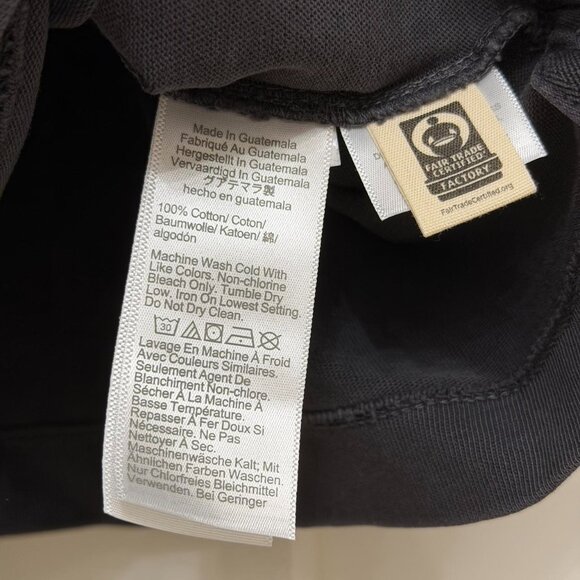 Made In Guatemala
Fabriqué Au Guatemala
Hergestellt In Guatemala
Vervaardigd In Guatemala
グアテマラ製
hecho en guatemala
100% Cotton/ Coton/
Baumwolle/ Katoen/ 綿/
algodón
Machine Wash Cold With
Like Colors. Non-chlorine
Bleach Only. Tumble Dry
Low. Iron On Lowest Setting.
Do Not Dry Clean.
30
Lavage En Machine À Froid
Avec Couleurs Similaires.
Seulement Agent De
Blanchiment Non-chlore.
Sécher À La Machine À
Basse Température.
Repasser À Fer Doux Si
Nécessaire. Ne Pas
Nettoyer À Sec.
Maschinenwäsche Kalt; Mit
Ähnlichen Farben Waschen.
Nur Chlorfreies Bleichmittel
Verwenden. Bei Geringer
FAIR TRADE
CERTIFIED
FACTORY
FairTradeCertified.org